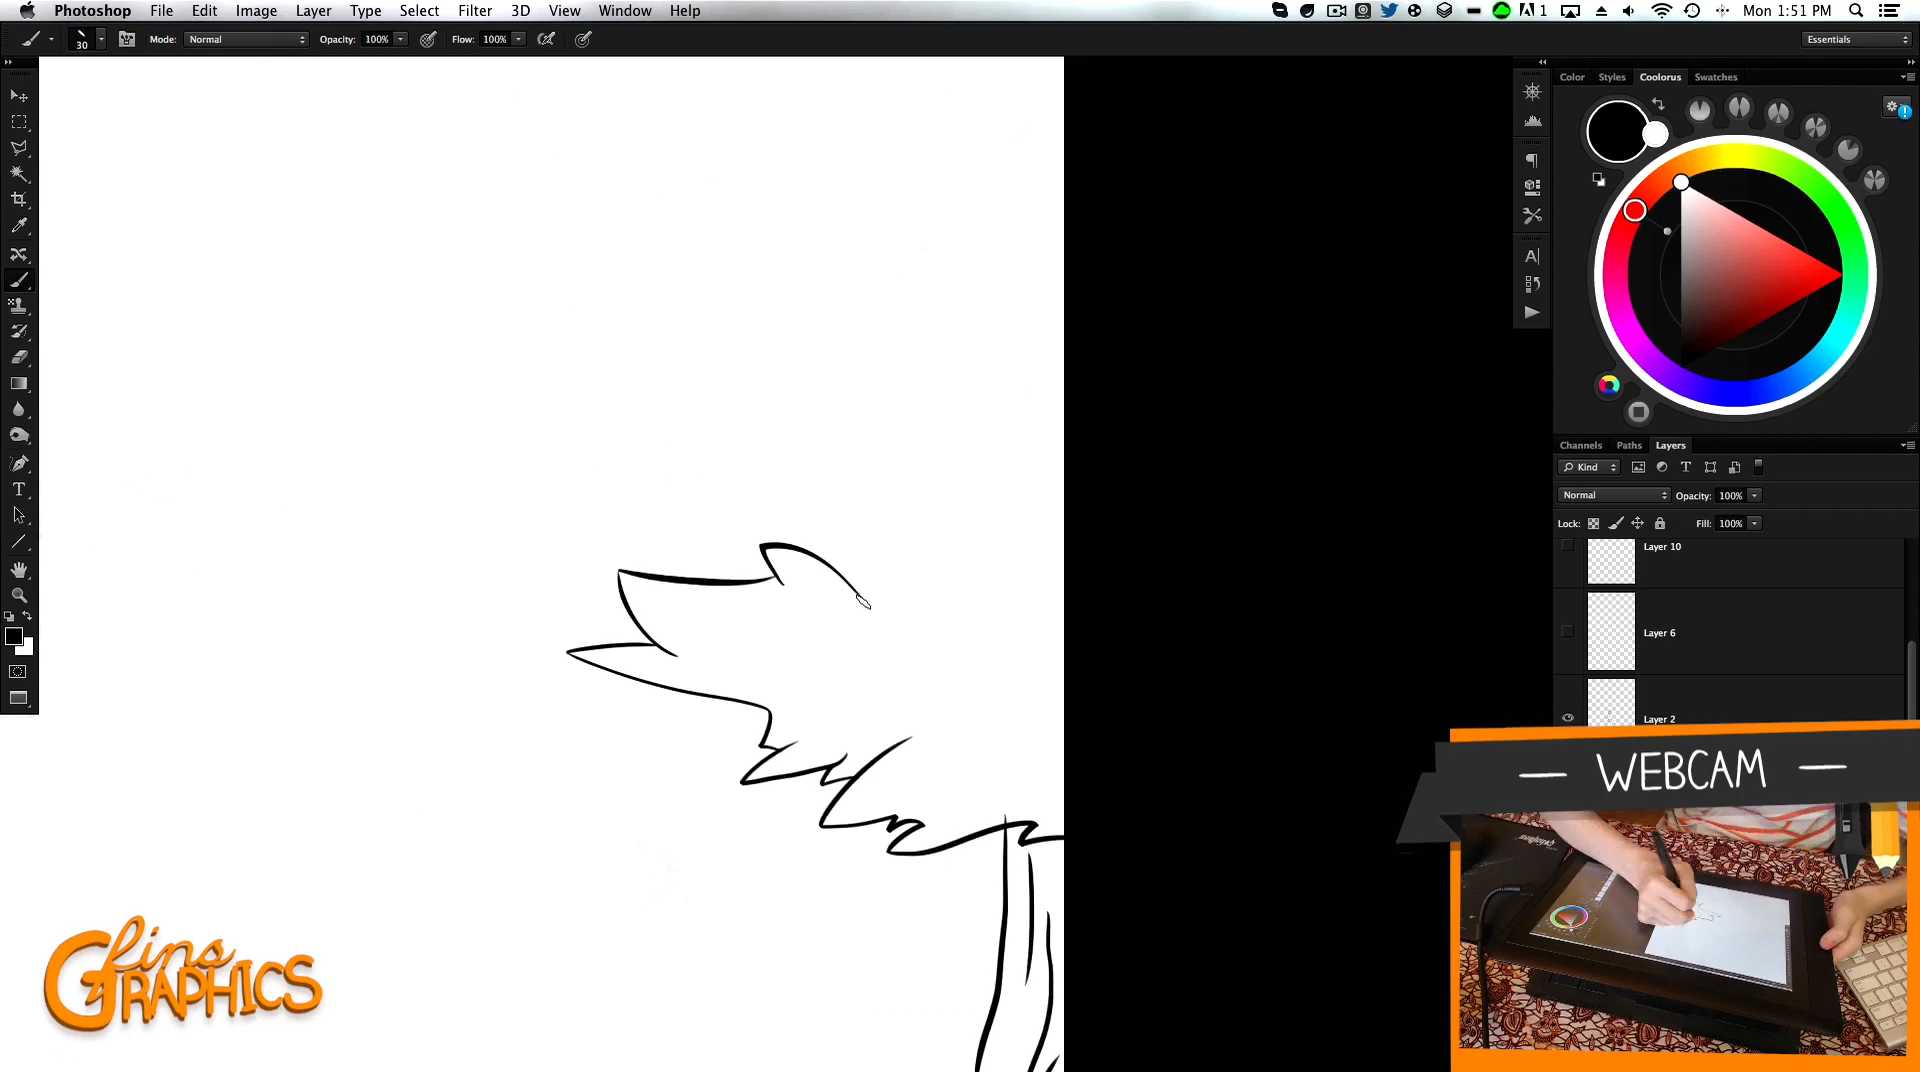 Photoshop File Edit Image Layer Type Select Filter 3D View Window Help 1 Mon 1:51 PM
30 Mode: Normal Opacity: 100% Flow: 100% Essentials
Color Styles Coolorus Swatches
Channels Paths Layers
Kind
Normal Opacity: 100%
Lock: Fill: 100%
Layer 10
Layer 6
Layer 2
WEBCAM
GRAPHICS